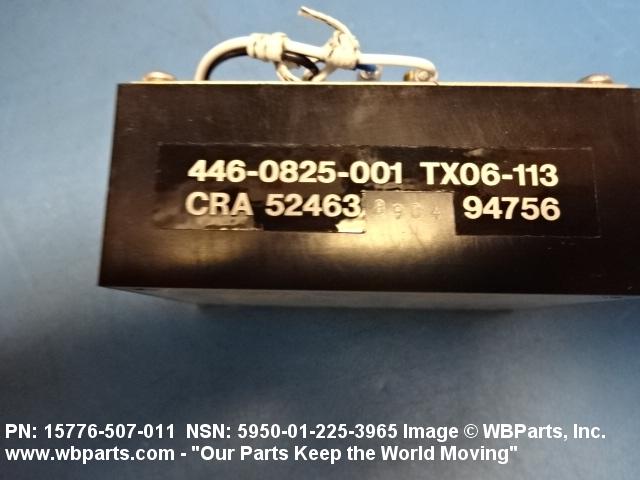 446-0825-001 TX06-113
CRA 52463 8904 94756
PN: 15776-507-011 NSN: 5950-01-225-3965 Image © WBParts, Inc.
www.wbparts.com - "Our Parts Keep the World Moving"